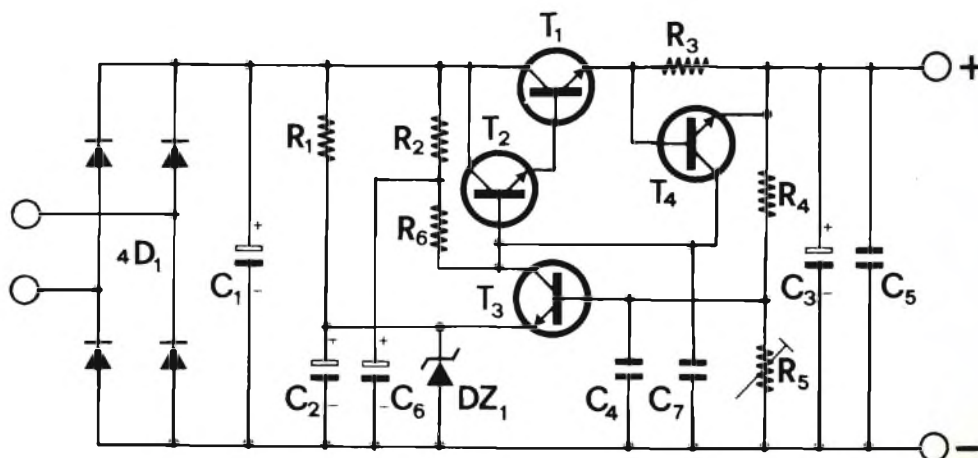 T1
R3
+
R1
R2
T2
T4
R4
R6
4D1
C1
T3
C3
C5
+
-
+
-
+
-
+
-
R5
C2
C6
DZ1
C4
C7
−